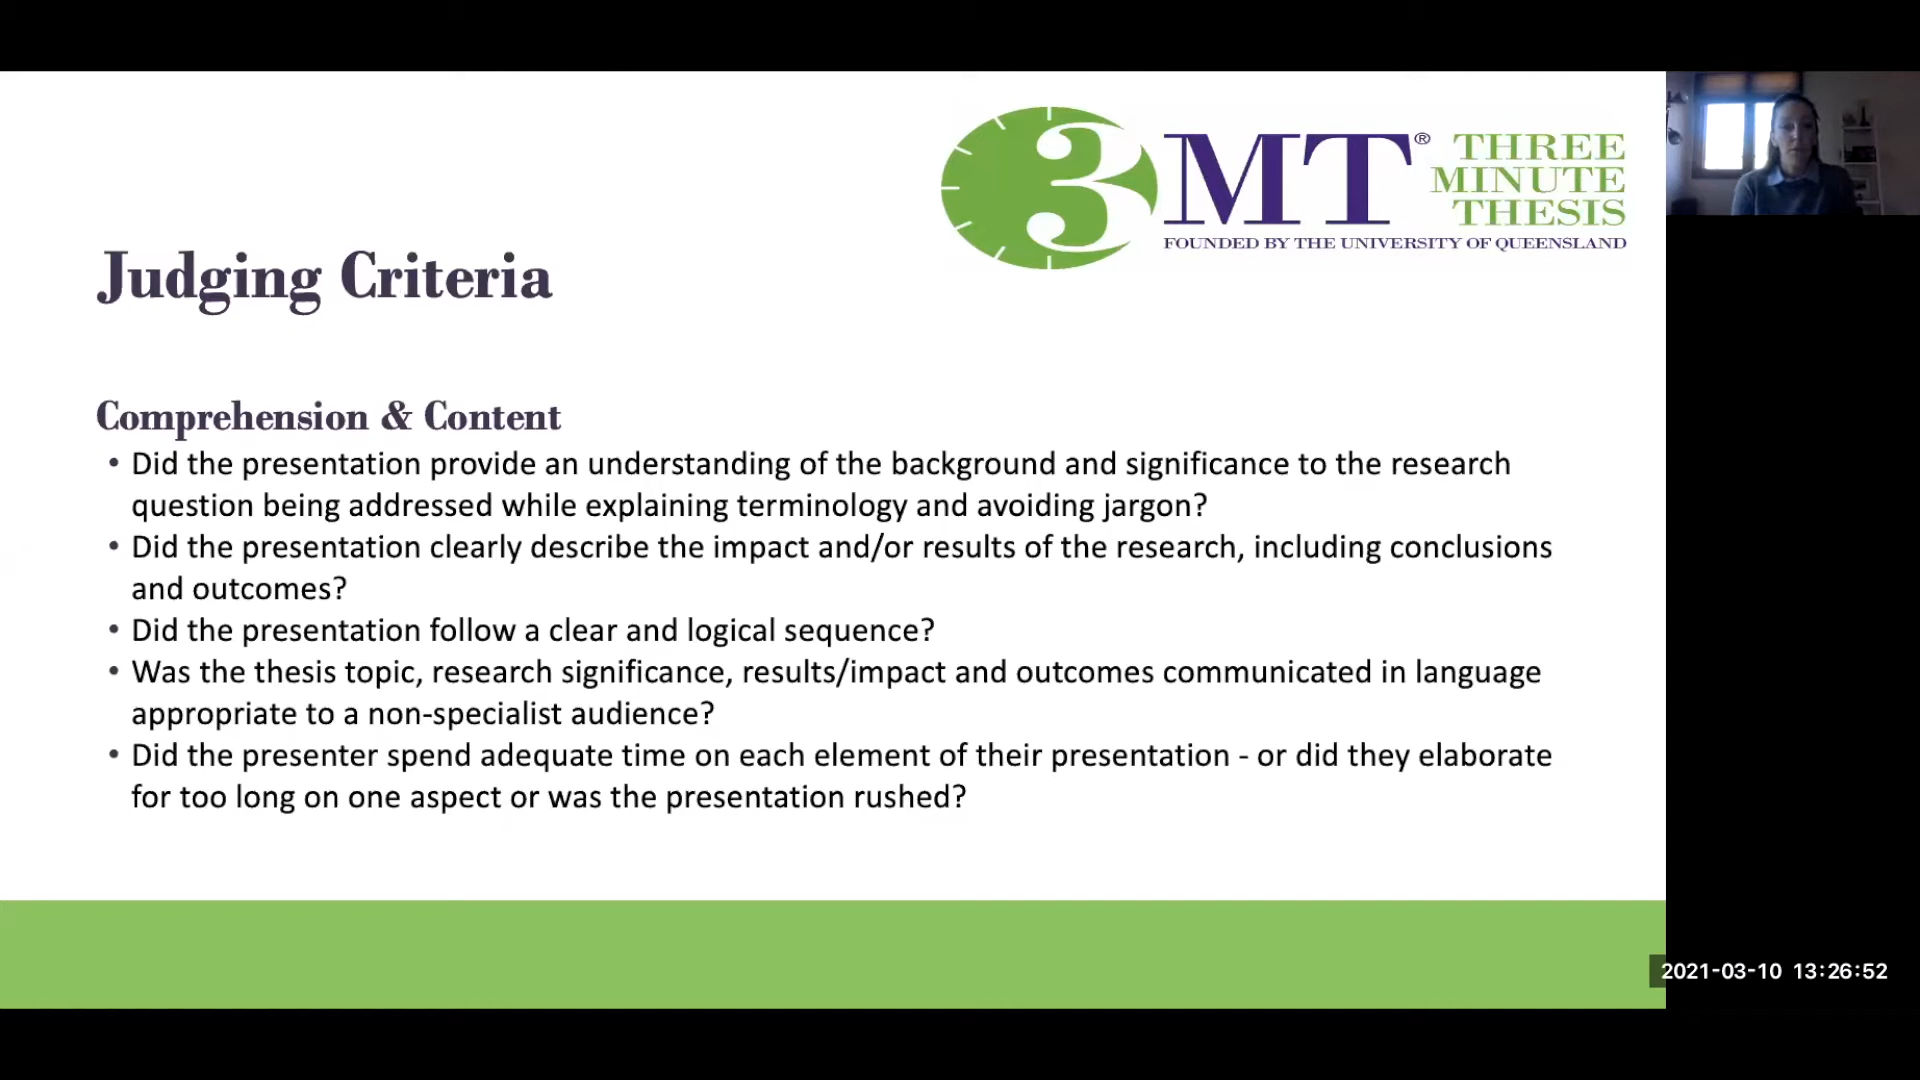 3MT® THREE
MINUTE
THESIS
FOUNDED BY THE UNIVERSITY OF QUEENSLAND
Judging Criteria
Comprehension & Content
• Did the presentation provide an understanding of the background and significance to the research
question being addressed while explaining terminology and avoiding jargon?
• Did the presentation clearly describe the impact and/or results of the research, including conclusions
and outcomes?
• Did the presentation follow a clear and logical sequence?
• Was the thesis topic, research significance, results/impact and outcomes communicated in language
appropriate to a non-specialist audience?
• Did the presenter spend adequate time on each element of their presentation - or did they elaborate
for too long on one aspect or was the presentation rushed?
2021-03-10 13:26:52